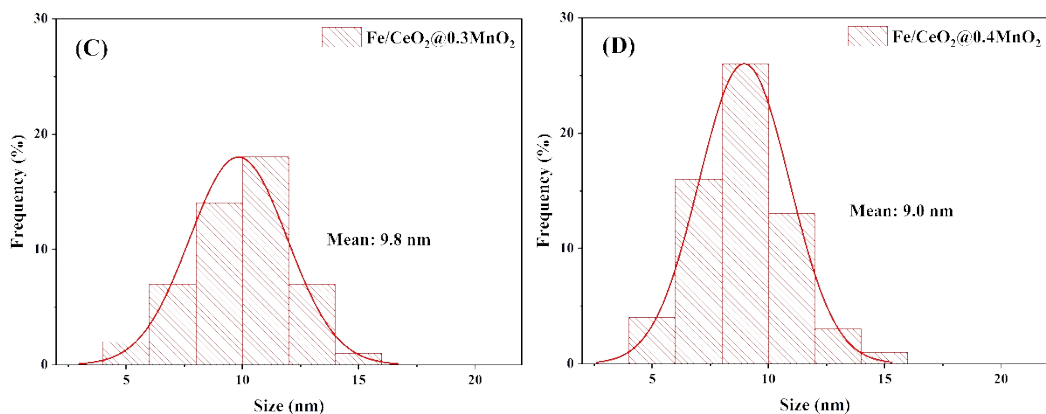 (C)
Fe/CeO₂@0.3MnO₂
30
20
10
0
Frequency (%)
Mean: 9.8 nm
5
10
15
20
Size (nm)
(D)
Fe/CeO₂@0.4MnO₂
30
20
10
0
Frequency (%)
Mean: 9.0 nm
5
10
15
20
Size (nm)